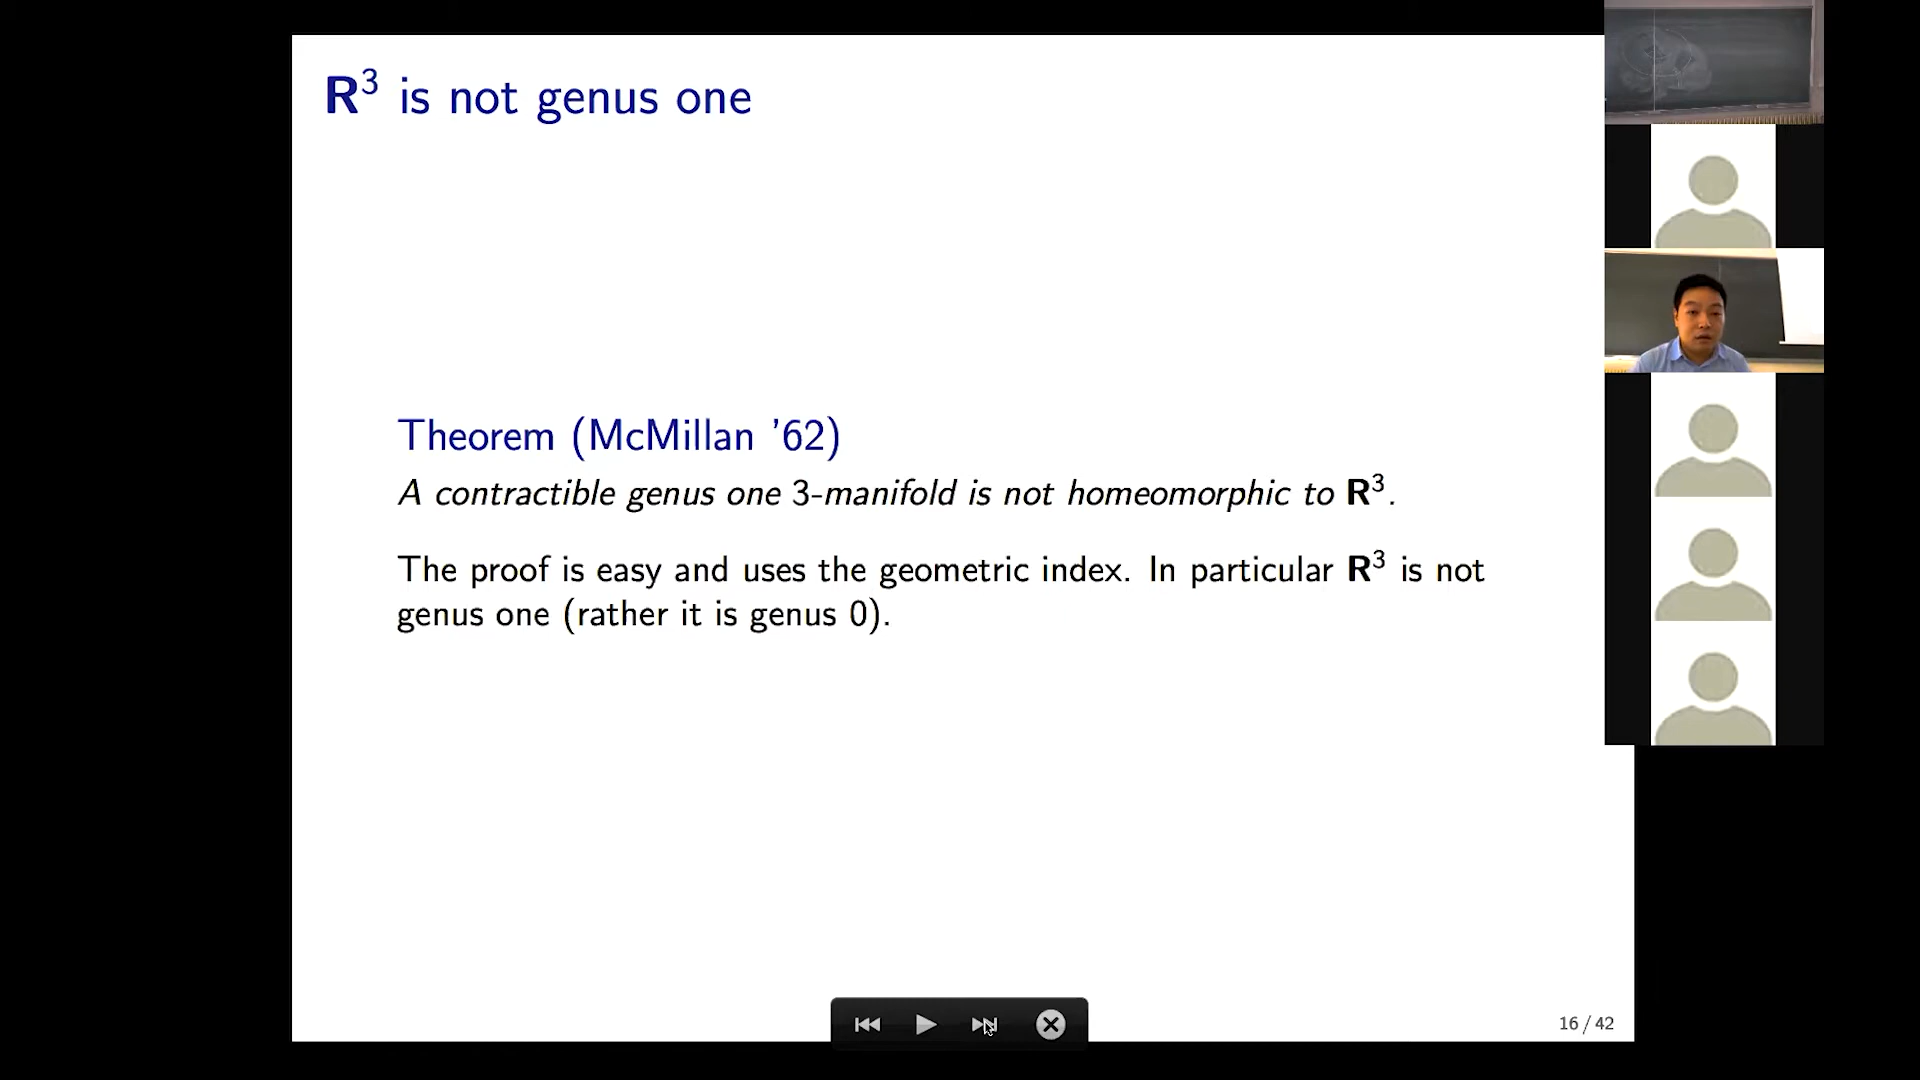 R³ is not genus one
Theorem (McMillan '62)
A contractible genus one 3-manifold is not homeomorphic to R³.
The proof is easy and uses the geometric index. In particular R³ is not
genus one (rather it is genus 0).
16 / 42